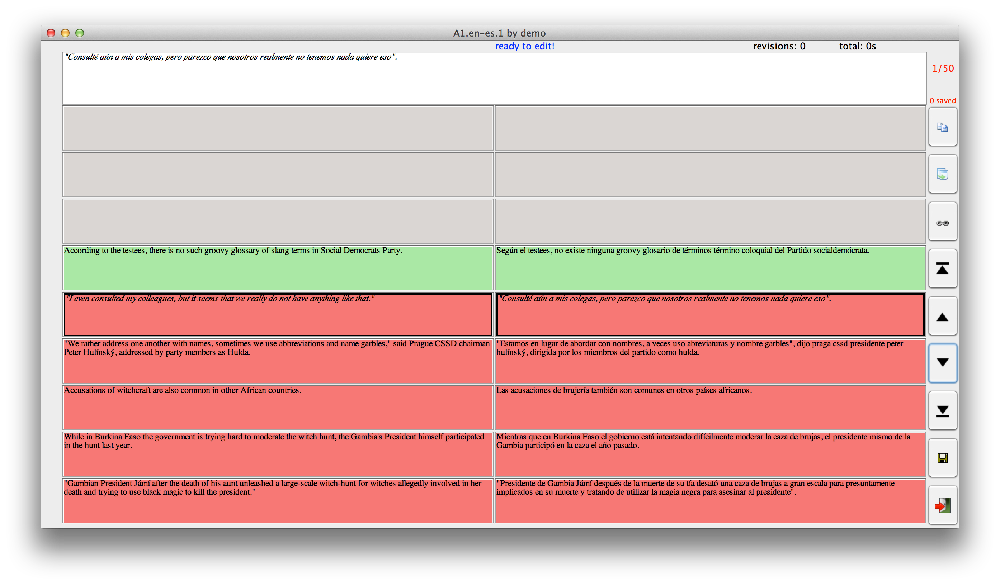 A1.en-es.1 by demo
ready to edit! revisions: 0 total: 0s
"Consulté aún a mis colegas, pero parezco que nosotros realmente no tenemos nada quiere eso".
1/50
0 saved
According to the testees, there is no such groovy glossary of slang terms in Social Democrats Party.
Según el testees, no existe ninguna groovy glosario de términos término coloquial del Partido socialdemócrata.
"I even consulted my colleagues, but it seems that we really do not have anything like that."
"Consulté aún a mis colegas, pero parezco que nosotros realmente no tenemos nada quiere eso".
"We rather address one another with names, sometimes we use abbreviations and name garbles," said Prague CSSD chairman
Peter Hulínský, addressed by party members as Hulda.
"Estamos en lugar de abordar con nombres, a veces uso abreviaturas y nombre garbles", dijo praga cssd presidente peter
hulínský, dirigida por los miembros del partido como hulda.
Accusations of witchcraft are also common in other African countries.
Las acusaciones de brujería también son comunes en otros países africanos.
While in Burkina Faso the government is trying hard to moderate the witch hunt, the Gambia's President himself participated
in the hunt last year.
Mientras que en Burkina Faso el gobierno está intentando difícilmente moderar la caza de brujas, el presidente mismo de la
Gambia participó en la caza el año pasado.
"Gambian President Jámí after the death of his aunt unleashed a large-scale witch-hunt for witches allegedly involved in her
death and trying to use black magic to kill the president."
"Presidente de Gambia Jámí después de la muerte de su tía desató una caza de brujas a gran escala para presuntamente
implicados en su muerte y tratando de utilizar la magia negra para asesinar al presidente".